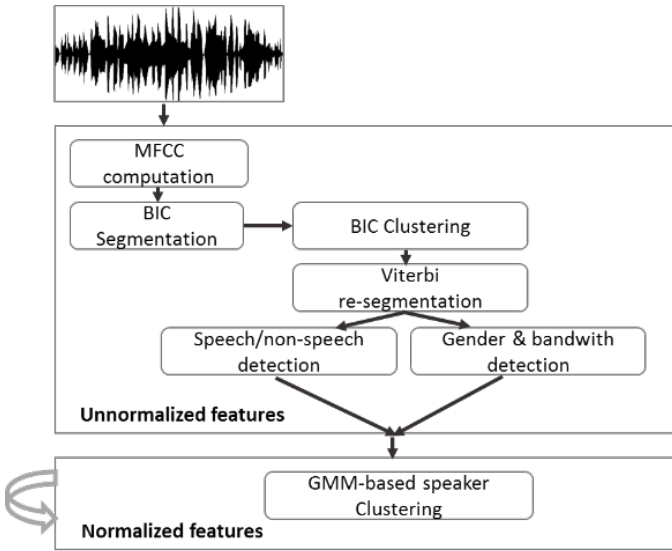 MFCC
computation
BIC
Segmentation
BIC Clustering
Viterbi
re-segmentation
Speech/non-speech
detection
Gender & bandwith
detection
Unnormalized features
GMM-based speaker
Clustering
Normalized features